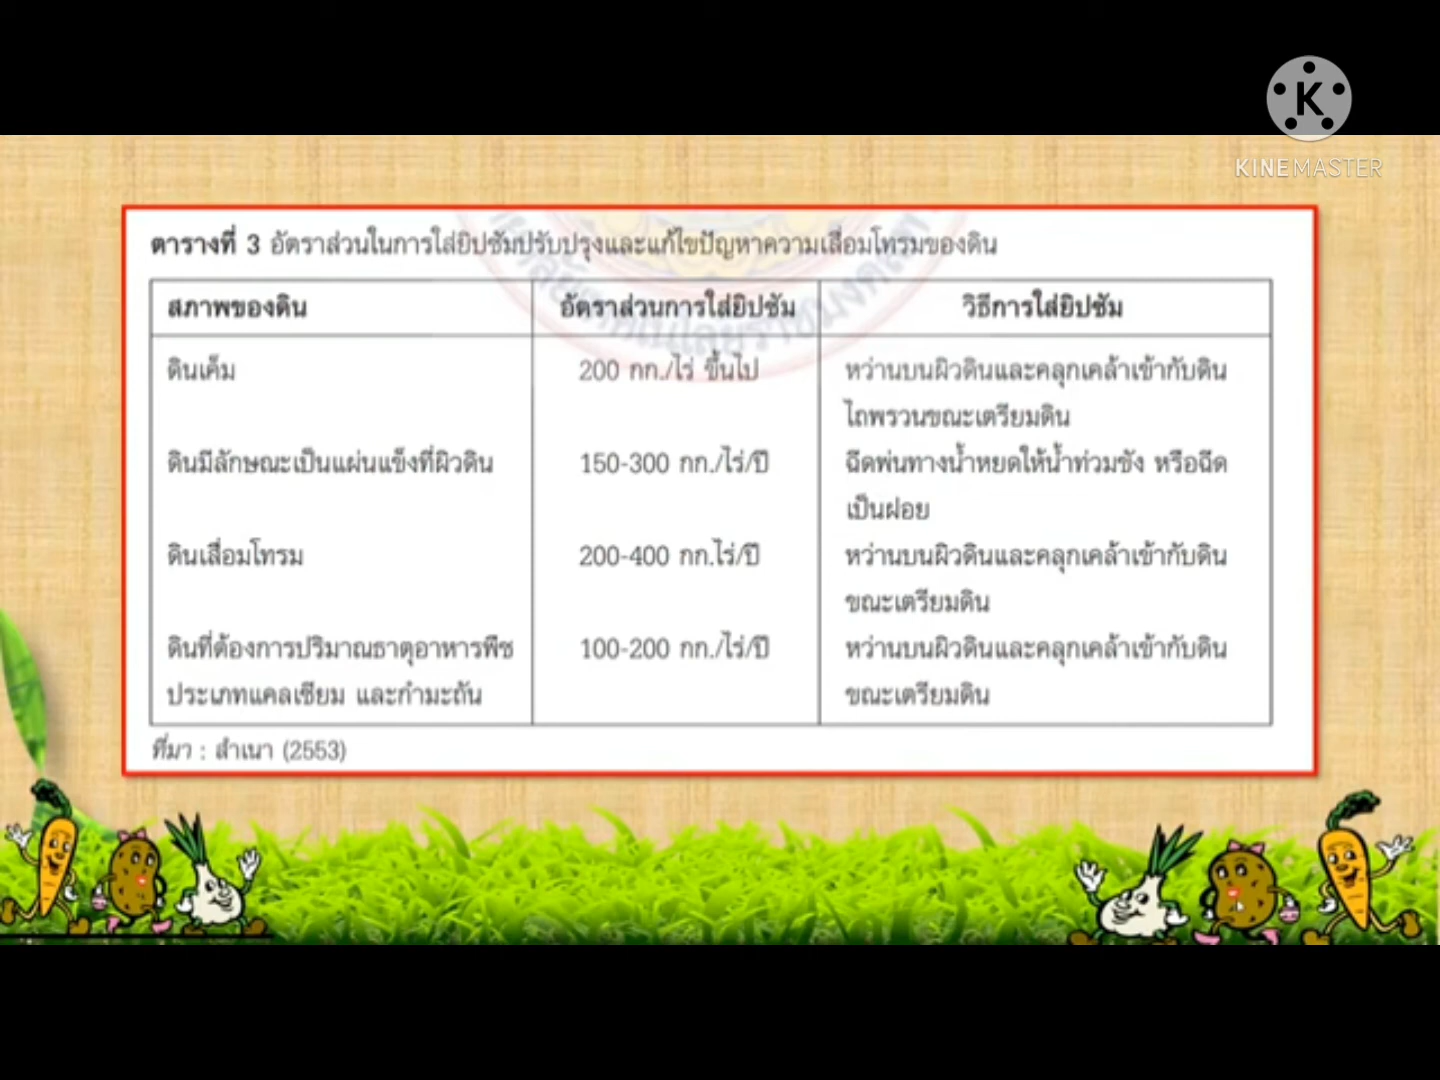 KINEMASTER
ตารางที่ 3 อัตราส่วนในการใส่ยิปซัมปรับปรุงและแก้ไขปัญหาความเสื่อมโทรมของดิน
สภาพของดิน อัตราส่วนการใส่ยิปซัม วิธีการใส่ยิปซัม
ดินเค็ม 200 กก./ไร่ ขึ้นไป หว่านบนผิวดินและคลุกเคล้าเข้ากับดิน
ไถพรวนขณะเตรียมดิน
ดินมีลักษณะเป็นแผ่นแข็งที่ผิวดิน 150-300 กก./ไร่/ปี ฉีดพ่นทางน้ำหยดให้น้ำท่วมขัง หรือฉีด
เป็นฝอย
ดินเสื่อมโทรม 200-400 กก.ไร่/ปี หว่านบนผิวดินและคลุกเคล้าเข้ากับดิน
ขณะเตรียมดิน
ดินที่ต้องการปริมาณธาตุอาหารพืช 100-200 กก./ไร่/ปี หว่านบนผิวดินและคลุกเคล้าเข้ากับดิน
ประเภทแคลเซียม และกำมะถัน ขณะเตรียมดิน
ที่มา : สำเนา (2553)